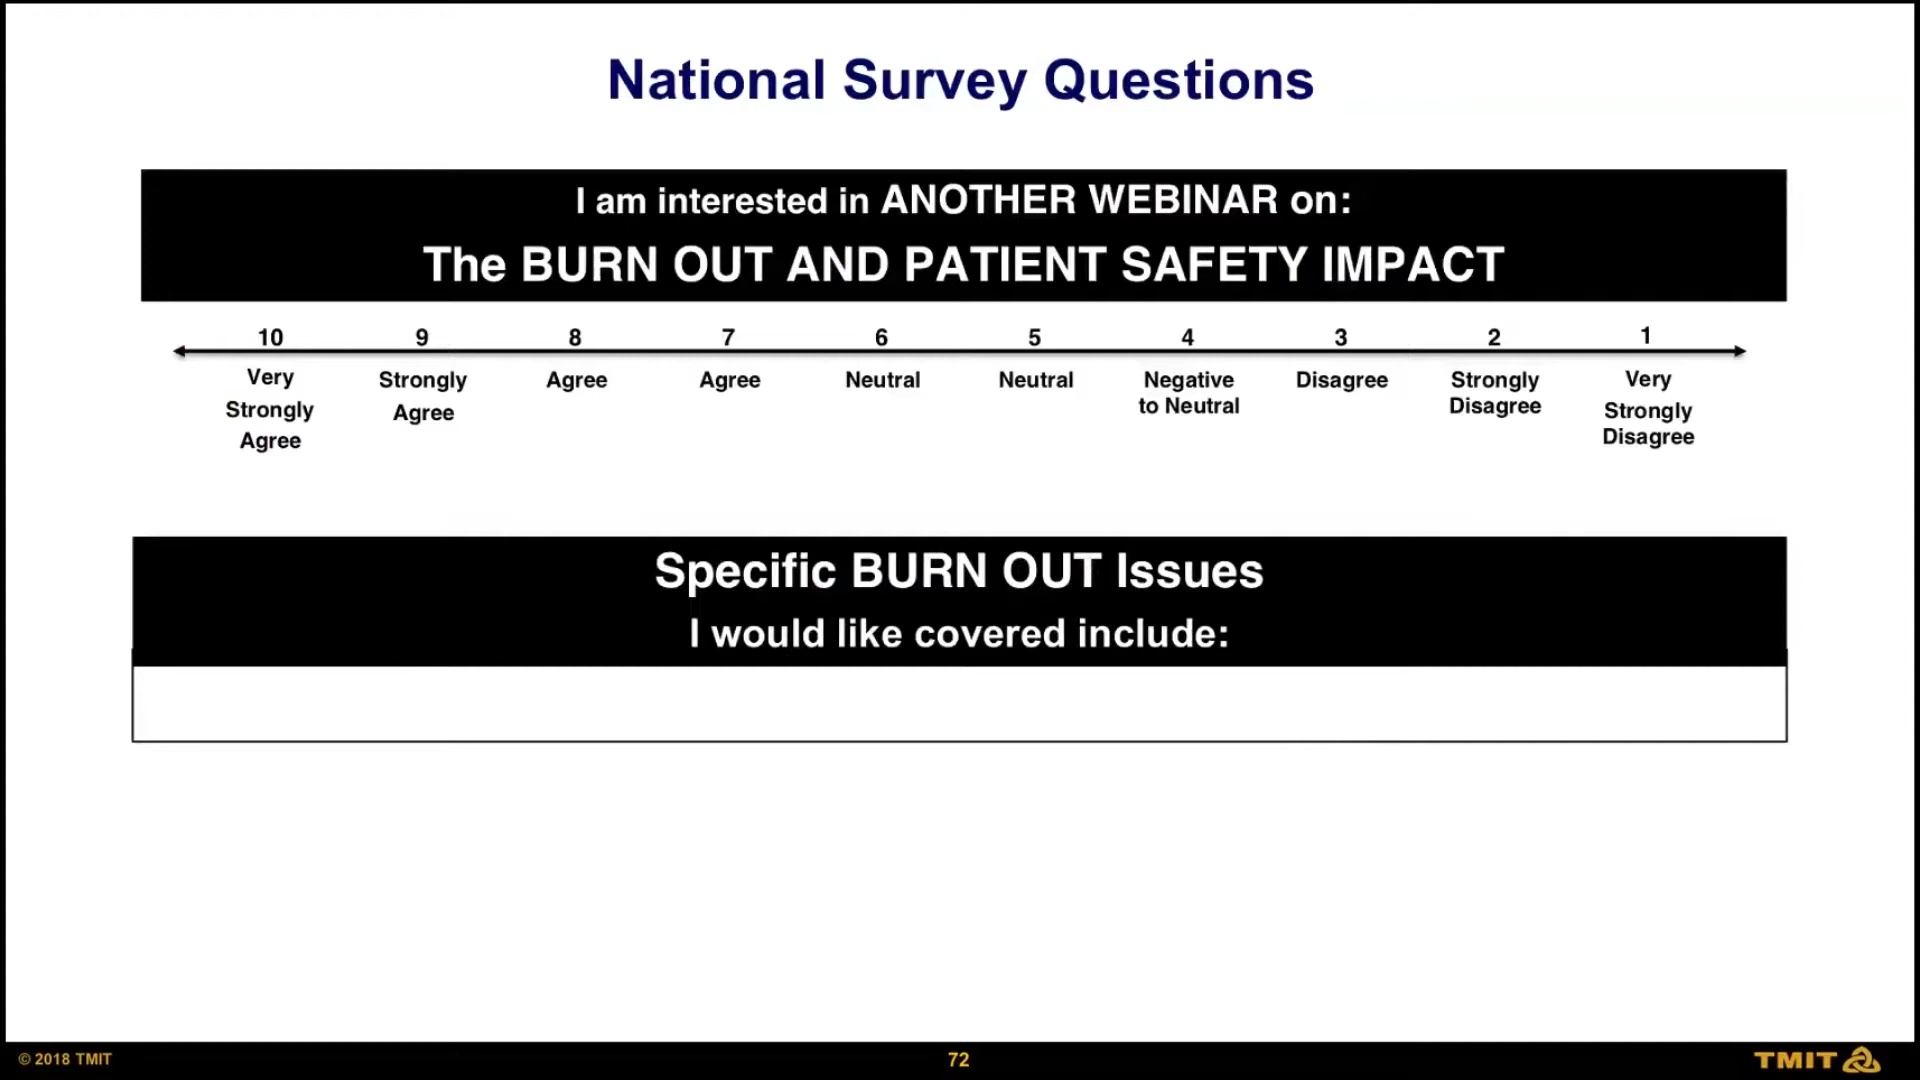 National Survey Questions
I am interested in ANOTHER WEBINAR on:
The BURN OUT AND PATIENT SAFETY IMPACT
10 9 8 7 6 5 4 3 2 1
Very Strongly Agree
Strongly Agree
Agree
Agree
Neutral
Neutral
Negative to Neutral
Disagree
Strongly Disagree
Very Strongly Disagree
Specific BURN OUT Issues
I would like covered include:
© 2018 TMIT
72
TMIT